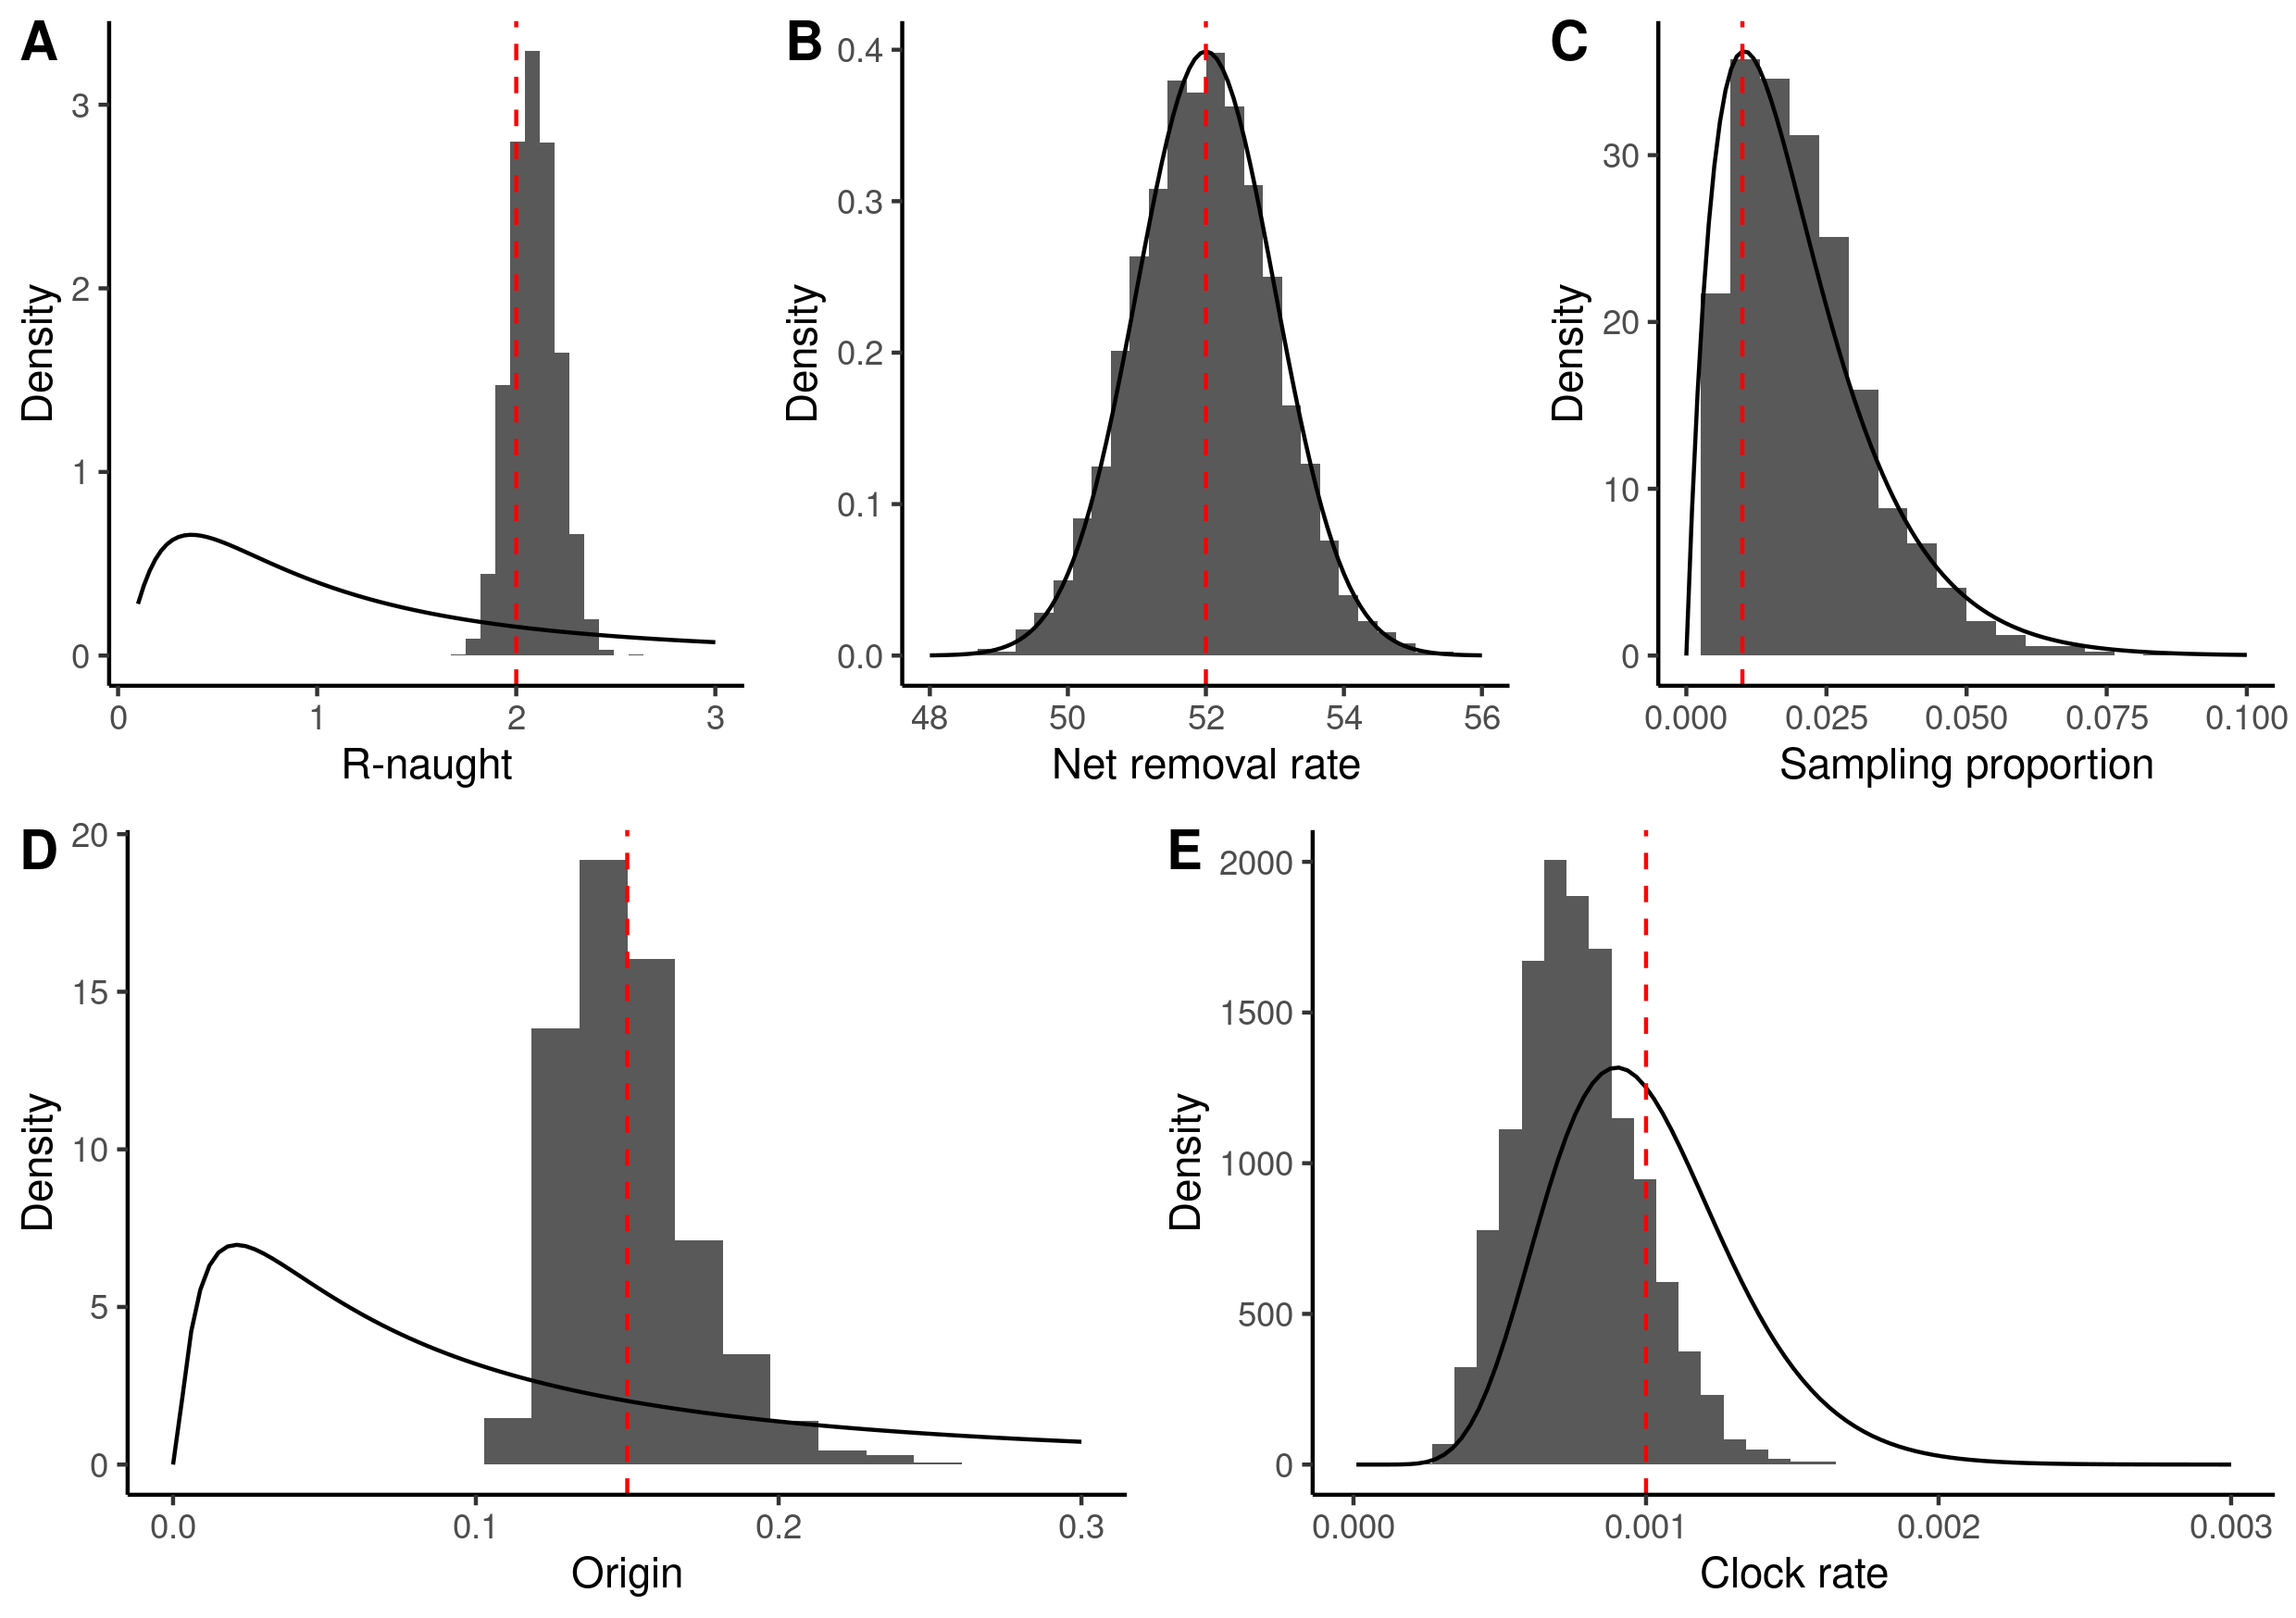 A
Density
3
2
1
0
0 1 2 3
R-naught
B
Density
0.4
0.3
0.2
0.1
0.0
48 50 52 54 56
Net removal rate
C
Density
30
20
10
0
0.000 0.025 0.050 0.075 0.100
Sampling proportion
D
Density
20
15
10
5
0
0.0 0.1 0.2 0.3
Origin
E
Density
2000
1500
1000
500
0
0.000 0.001 0.002 0.003
Clock rate